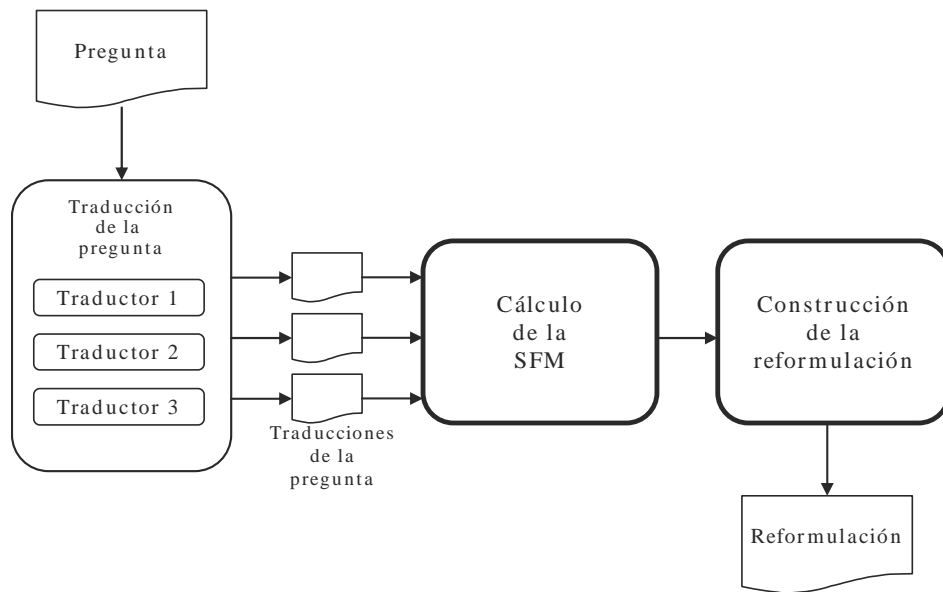 Pregunta
Traducción
de la
pregunta
Traductor 1
Traductor 2
Traductor 3
Traducciones
de la
pregunta
Cálculo
de la
SFM
Construcción
de la
reformulación
Reformulación